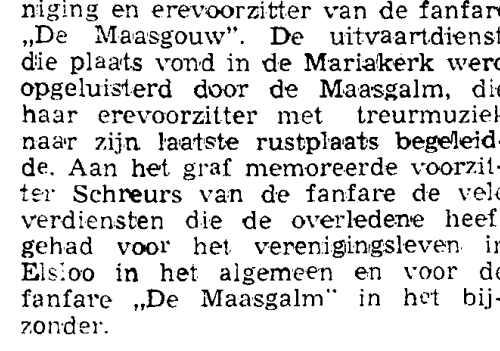 niging en erevoorzitter van de fanfare
„De Maasgouw". De uitvaartdienst
die plaats vond in de Mariakerk werd
opgeluisterd door de Maasgalm, die
haar erevoorzitter met treurmuziek
naar zijn laatste rustplaats begeleid-
de. Aan het graf memoreerde voorzit-
ter Schreurs van de fanfare de vele
verdiensten die de overledene heeft
gehad voor het verenigingsleven in
Elsloo in het algemeen en voor de
fanfare „De Maasgalm" in het bij-
zonder.